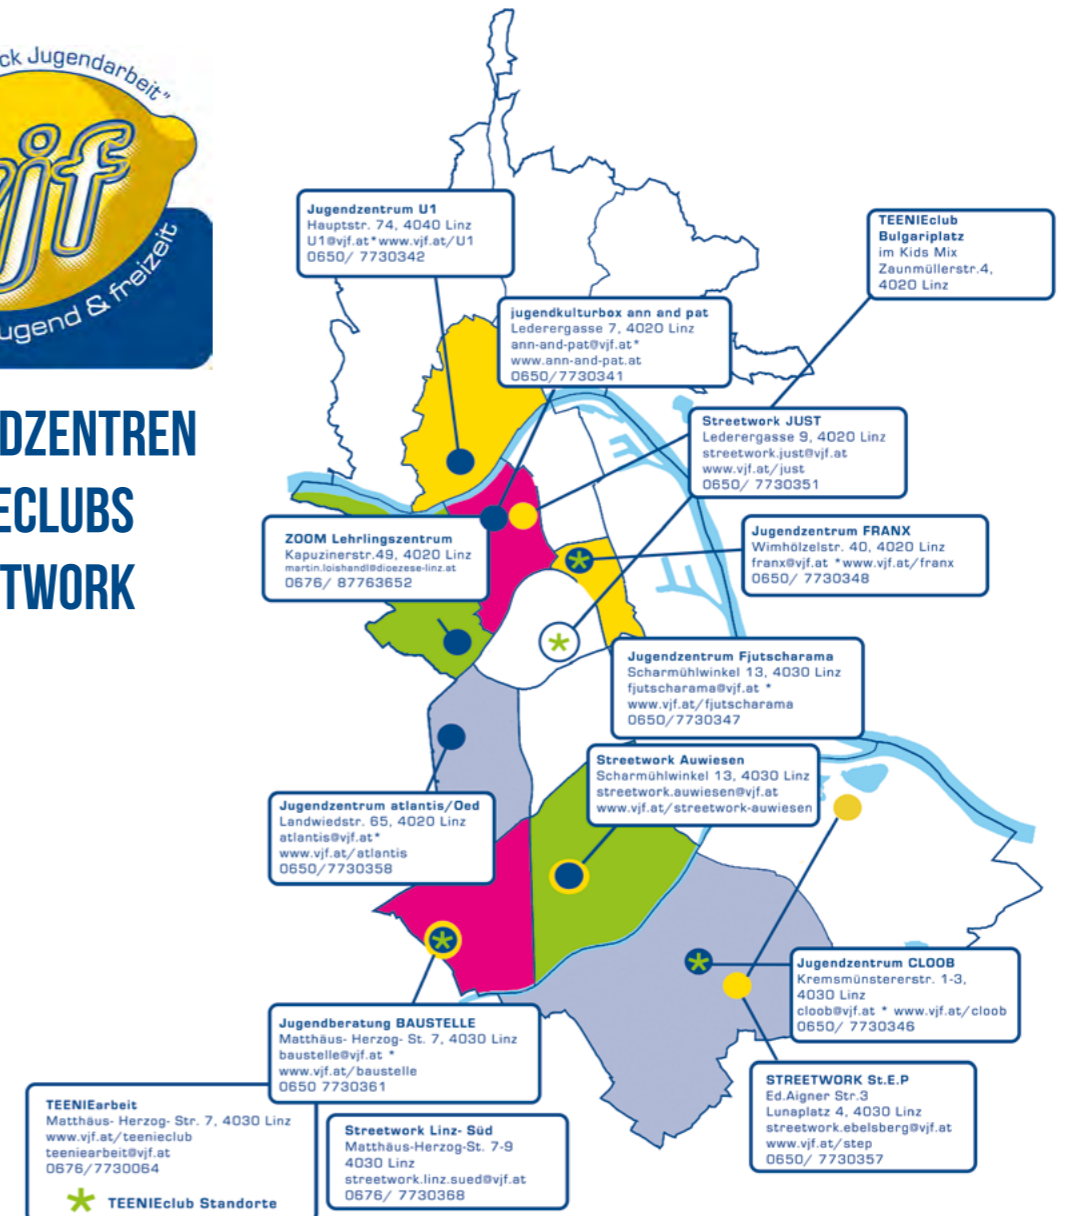 ck Jugendarbeit"
vjf
ugend & freizeit
DZENTREN
ECLUBS
TWORK
Jugendzentrum U1
Hauptstr. 74, 4040 Linz
U1@vjf.at*www.vjf.at/U1
0650/ 7730342
TEENIEclub
Bulgariplatz
im Kids Mix
Zaunmüllerstr.4,
4020 Linz
jugendkulturbox ann and pat
Lederergasse 7, 4020 Linz
ann-and-pat@vjf.at*
www.ann-and-pat.at
0650/7730341
Streetwork JUST
Lederergasse 9, 4020 Linz
streetwork.just@vjf.at
www.vjf.at/just
0650/ 7730351
ZOOM Lehrlingszentrum
Kapuzinerstr.49, 4020 Linz
martin.loishandl@dioezese-linz.at
0676/ 87763652
Jugendzentrum FRANX
Wimhölzelstr. 40, 4020 Linz
franx@vjf.at *www.vjf.at/franx
0650/ 7730348
Jugendzentrum Fjutscharama
Scharmühlwinkel 13, 4030 Linz
fjutscharama@vjf.at *
www.vjf.at/fjutscharama
0650/7730347
Streetwork Auwiesen
Scharmühlwinkel 13, 4030 Linz
streetwork.auwiesen@vjf.at
www.vjf.at/streetwork-auwiesen
Jugendzentrum atlantis/Oed
Landwiedstr. 65, 4020 Linz
atlantis@vjf.at*
www.vjf.at/atlantis
0650/7730358
Jugendzentrum CLOOB
Kremsmünstererstr. 1-3,
4030 Linz
cloob@vjf.at * www.vjf.at/cloob
0650/ 7730346
Jugendberatung BAUSTELLE
Matthäus- Herzog- St. 7, 4030 Linz
baustelle@vjf.at *
www.vjf.at/baustelle
0650 7730361
STREETWORK St.E.P
Ed.Aigner Str.3
Lunaplatz 4, 4030 Linz
streetwork.ebelsberg@vjf.at
www.vjf.at/step
0650/ 7730357
TEENIEarbeit
Matthäus- Herzog- Str. 7, 4030 Linz
www.vjf.at/teenieclub
teeniearbeit@vjf.at
0676/7730064
TEENIEclub Standorte
Streetwork Linz- Süd
Matthäus-Herzog-St. 7-9
4030 Linz
streetwork.linz.sued@vjf.at
0676/ 7730368